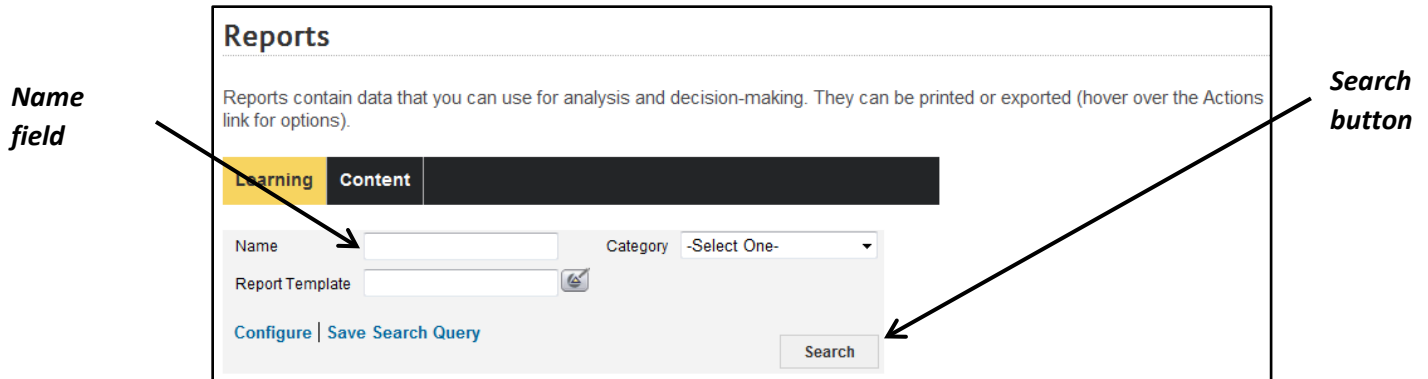 Reports
Name
field
Reports contain data that you can use for analysis and decision-making. They can be printed or exported (hover over the Actions
link for options).
Search
button
Learning Content
Name Category -Select One-
Report Template
Configure | Save Search Query
Search